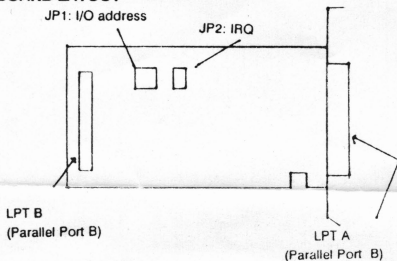 JP1: I/O address
JP2: IRQ
LPT B
(Parallel Port B)
LPT A
(Parallel Port B)